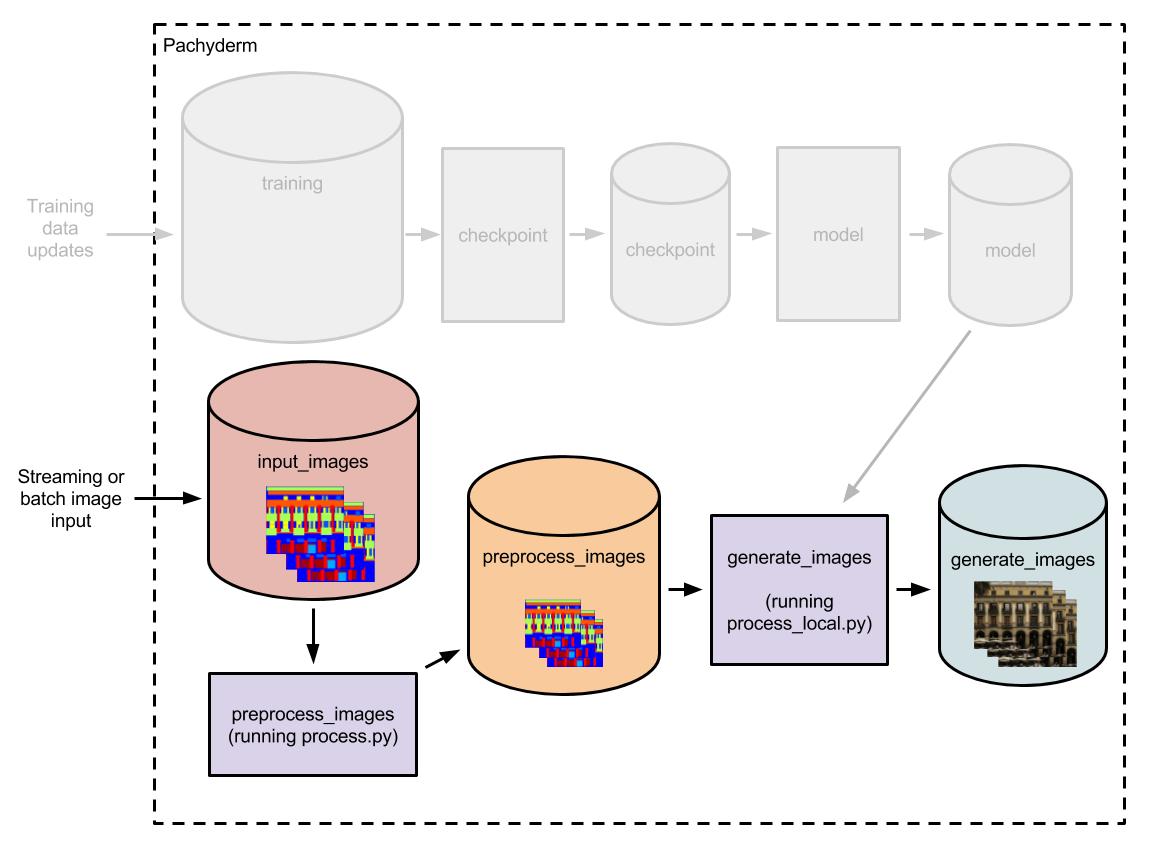 Pachyderm
Training
data
updates
training
checkpoint
checkpoint
model
model
Streaming or
batch image
input
input_images
preprocess_images
(running process.py)
preprocess_images
generate_images
(running
process_local.py)
generate_images